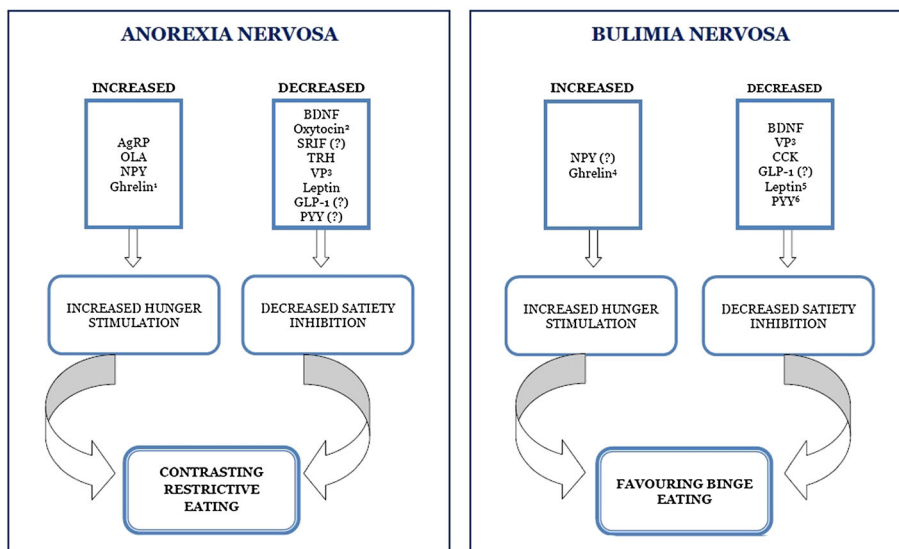 ANOREXIA NERVOSA
INCREASED
AgRP
OLA
NPY
Ghrelin¹
DECREASED
BDNF
Oxytocin²
SRIF (?)
TRH
VP³
Leptin
GLP-1 (?)
PYY (?)
INCREASED HUNGER
STIMULATION
DECREASED SATIETY
INHIBITION
CONTRASTING
RESTRICTIVE
EATING
BULIMIA NERVOSA
INCREASED
NPY (?)
Ghrelin⁴
DECREASED
BDNF
VP³
CCK
GLP-1 (?)
Leptin⁵
PYY⁶
INCREASED HUNGER
STIMULATION
DECREASED SATIETY
INHIBITION
FAVOURING BINGE
EATING